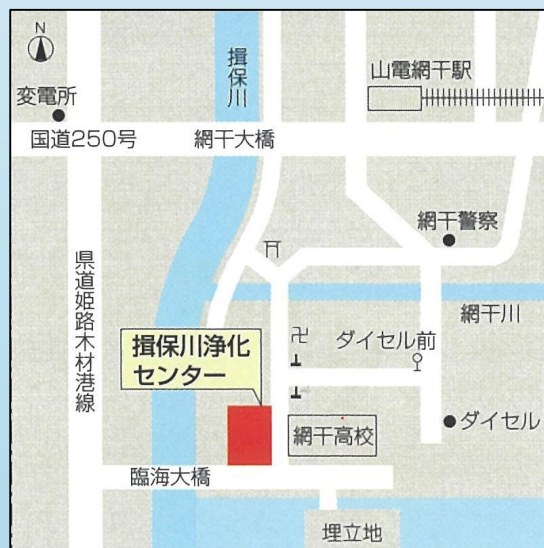 N
揖保川
山電網干駅
変電所
国道250号
網干大橋
網干警察
県道姫路木材港線
網干川
揖保川浄化
センター
ダイセル前
網干高校
ダイセル
臨海大橋
埋立地